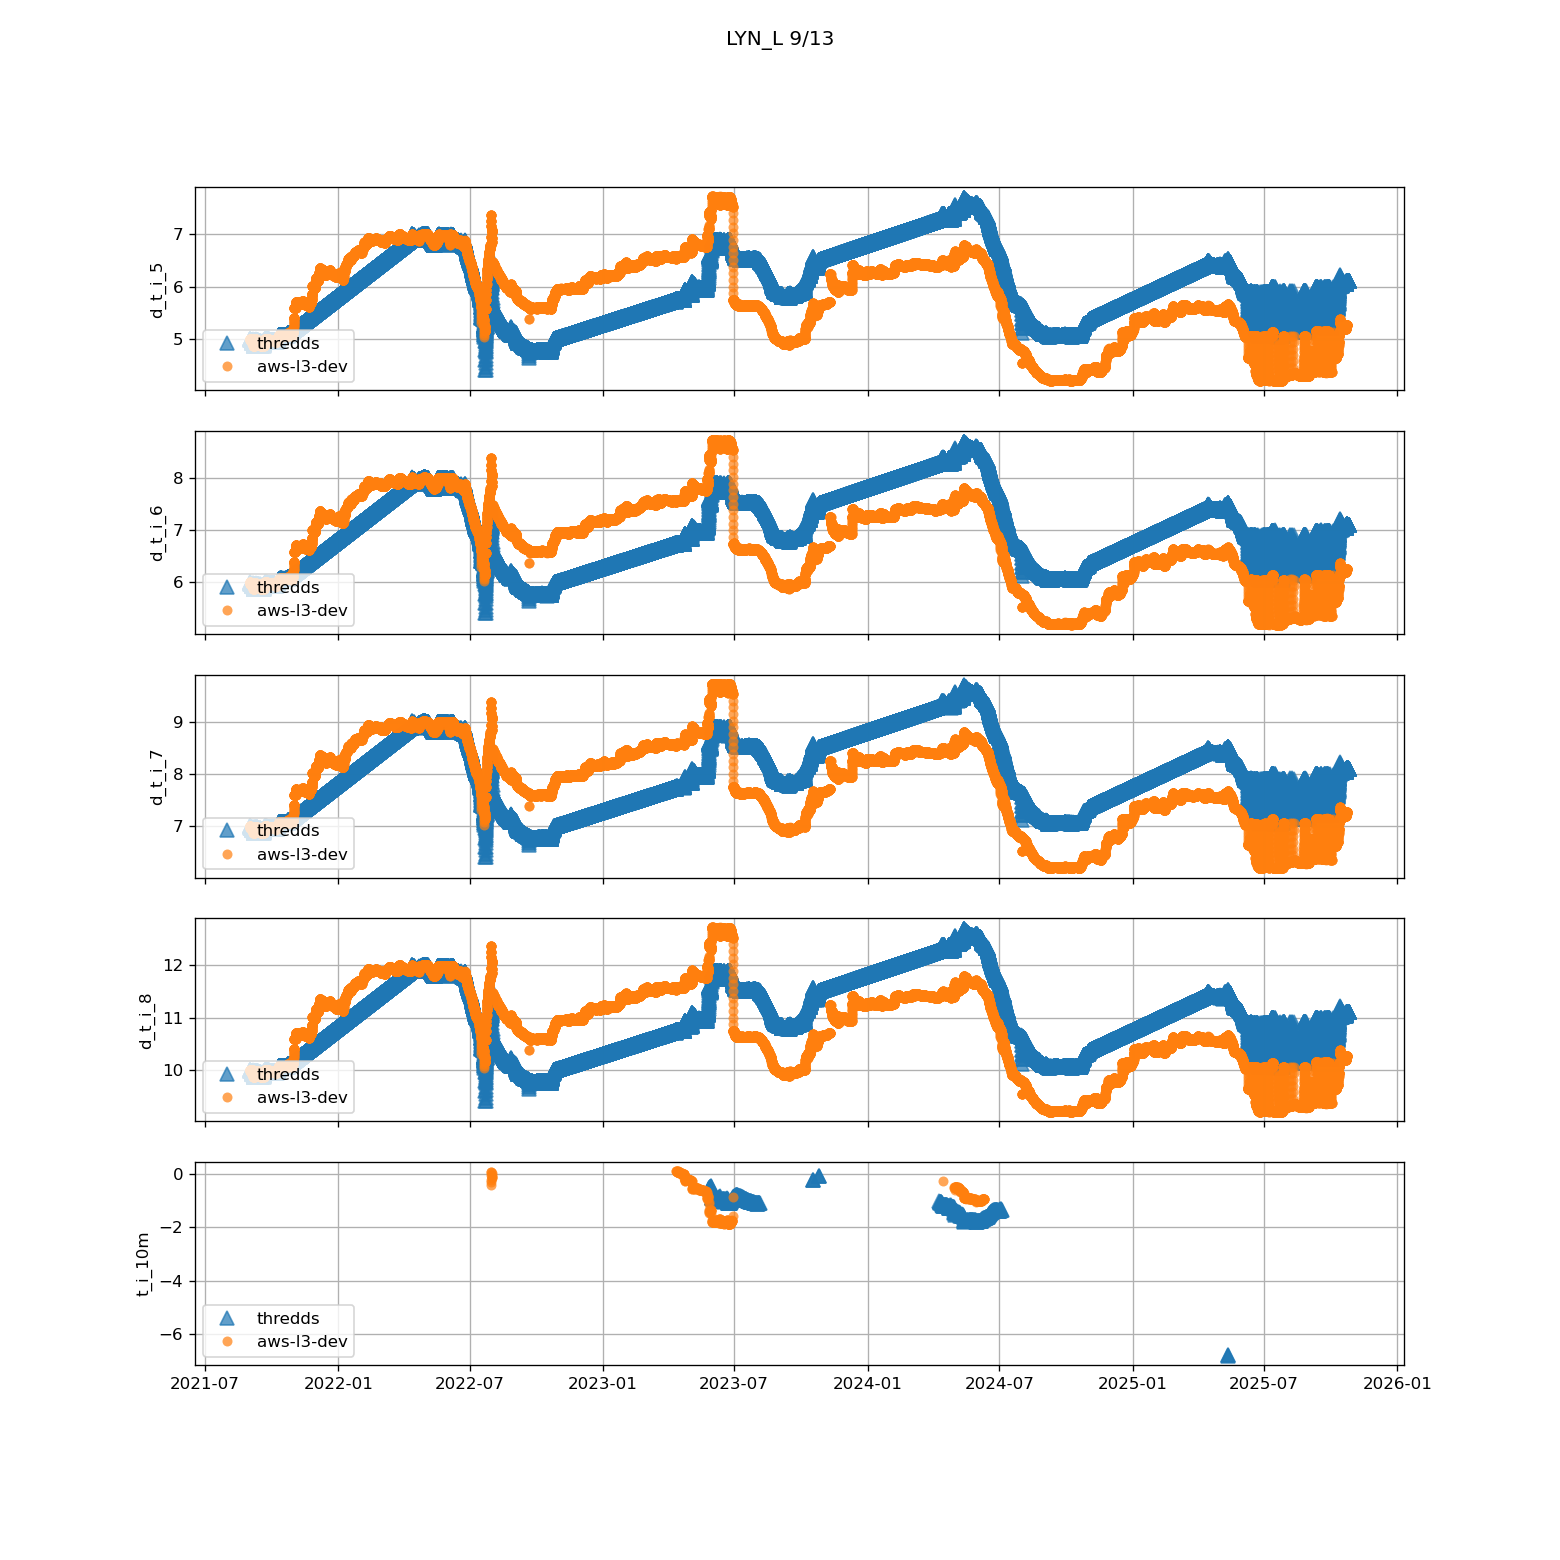 LYN_L 9/13
d_t_i_5
7
6
5
thredds
aws-l3-dev
d_t_i_6
8
7
6
thredds
aws-l3-dev
d_t_i_7
9
8
7
thredds
aws-l3-dev
d_t_i_8
12
11
10
thredds
aws-l3-dev
t_i_10m
0
−2
−4
−6
thredds
aws-l3-dev
2021-07 2022-01 2022-07 2023-01 2023-07 2024-01 2024-07 2025-01 2025-07 2026-01